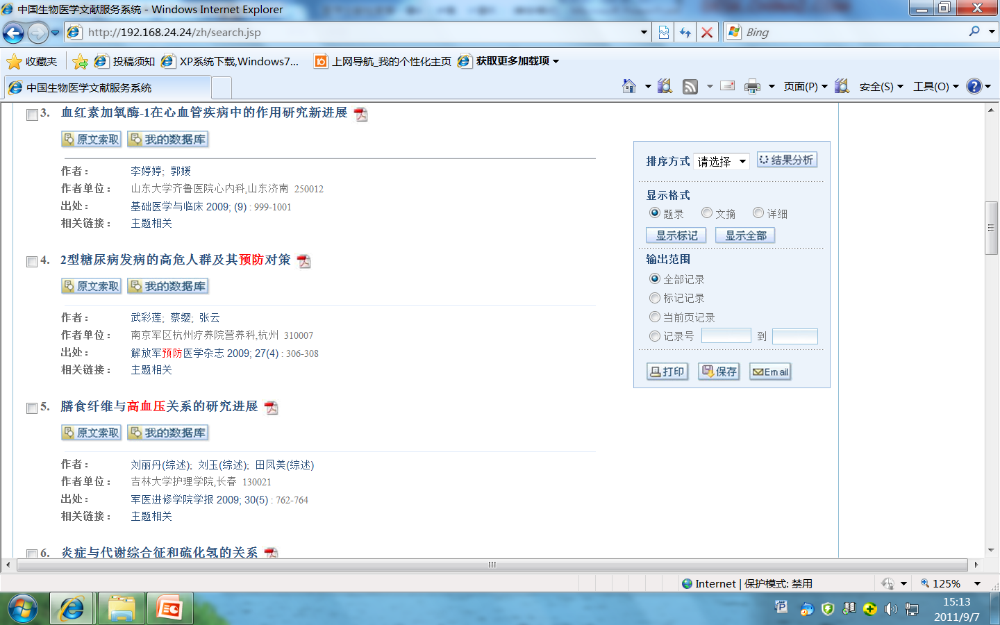 中国生物医学文献服务系统 - Windows Internet Explorer
http://192.168.24.24/zh/search.jsp
Bing
收藏夹 投稿须知 XP系统下载,Windows7... 上网导航_我的个性化主页 获取更多加载项
中国生物医学文献服务系统
页面(P) 安全(S) 工具(O)
3. 血红素加氧酶-1在心血管疾病中的作用研究新进展
原文索取 我的数据库
作者： 李婷婷; 郭媛
作者单位： 山东大学齐鲁医院心内科,山东济南 250012
出处： 基础医学与临床 2009; (9) : 999-1001
相关链接： 主题相关
4. 2型糖尿病发病的高危人群及其预防对策
原文索取 我的数据库
作者： 武彩莲; 蔡缨; 张云
作者单位： 南京军区杭州疗养院营养科,杭州 310007
出处： 解放军预防医学杂志 2009; 27(4) : 306-308
相关链接： 主题相关
5. 膳食纤维与高血压关系的研究进展
原文索取 我的数据库
作者： 刘丽丹(综述); 刘玉(综述); 田凤美(综述)
作者单位： 吉林大学护理学院,长春 130021
出处： 军医进修学院学报 2009; 30(5) : 762-764
相关链接： 主题相关
6. 炎症与代谢综合征和硫化氢的关系
排序方式 请选择 结果分析
显示格式
题录 文摘 详细
显示标记 显示全部
输出范围
全部记录
标记记录
当前页记录
记录号 到
打印 保存 Email
Internet | 保护模式: 禁用
125%
15:13
2011/9/7